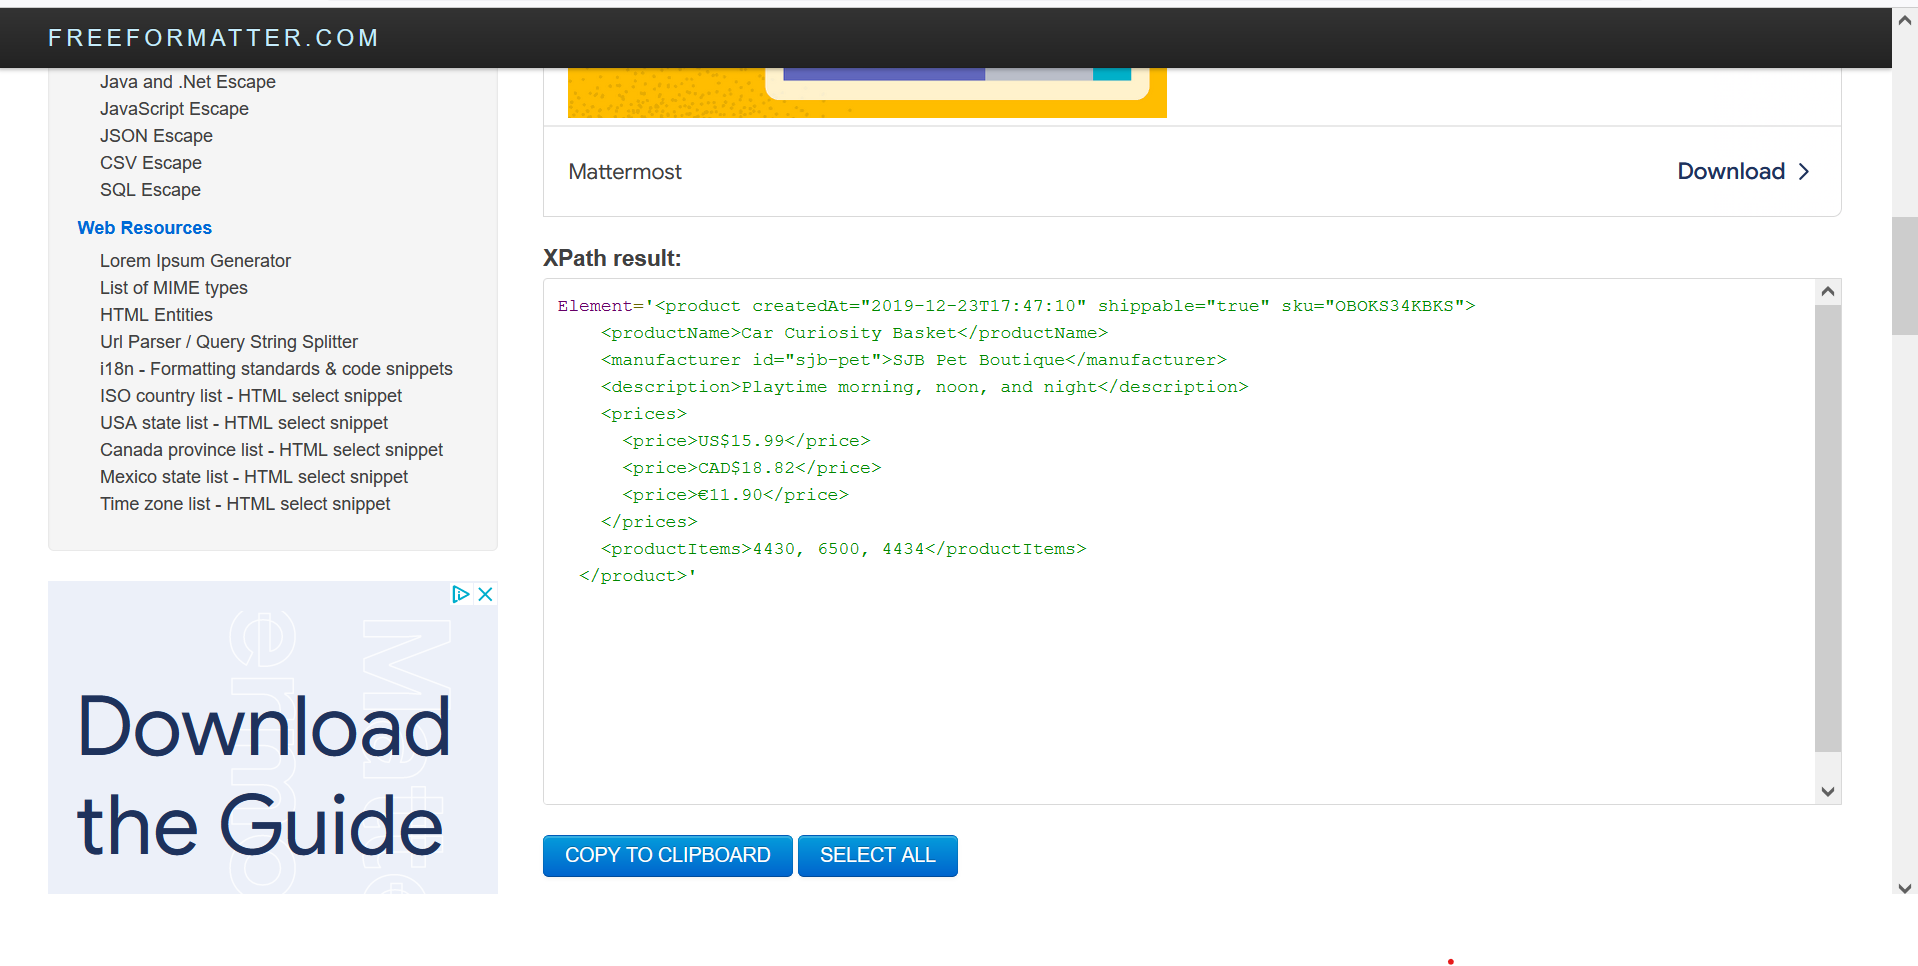 FREEFORMATTER.COM
Java and .Net Escape
JavaScript Escape
JSON Escape
CSV Escape
SQL Escape
Web Resources
Lorem Ipsum Generator
List of MIME types
HTML Entities
Url Parser / Query String Splitter
i18n - Formatting standards & code snippets
ISO country list - HTML select snippet
USA state list - HTML select snippet
Canada province list - HTML select snippet
Mexico state list - HTML select snippet
Time zone list - HTML select snippet
Download
the Guide
Mattermost
Download
XPath result:
Element='<product createdAt="2019-12-23T17:47:10" shippable="true" sku="OBOKS34KBKS">
<productName>Car Curiosity Basket</productName>
<manufacturer id="sjb-pet">SJB Pet Boutique</manufacturer>
<description>Playtime morning, noon, and night</description>
<prices>
<price>US$15.99</price>
<price>CAD$18.82</price>
<price>€11.90</price>
</prices>
<productItems>4430, 6500, 4434</productItems>
</product>'
COPY TO CLIPBOARD
SELECT ALL